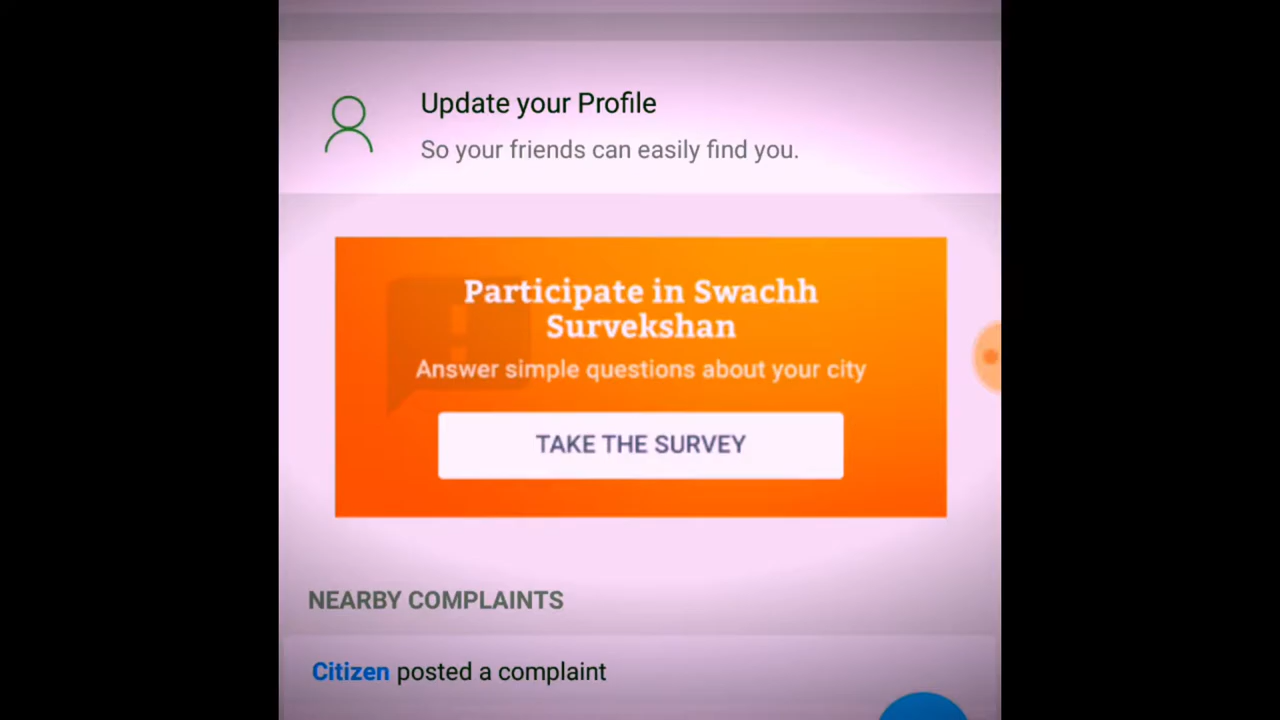 Update your Profile
So your friends can easily find you.
Participate in Swachh
Survekshan
Answer simple questions about your city
TAKE THE SURVEY
NEARBY COMPLAINTS
Citizen posted a complaint